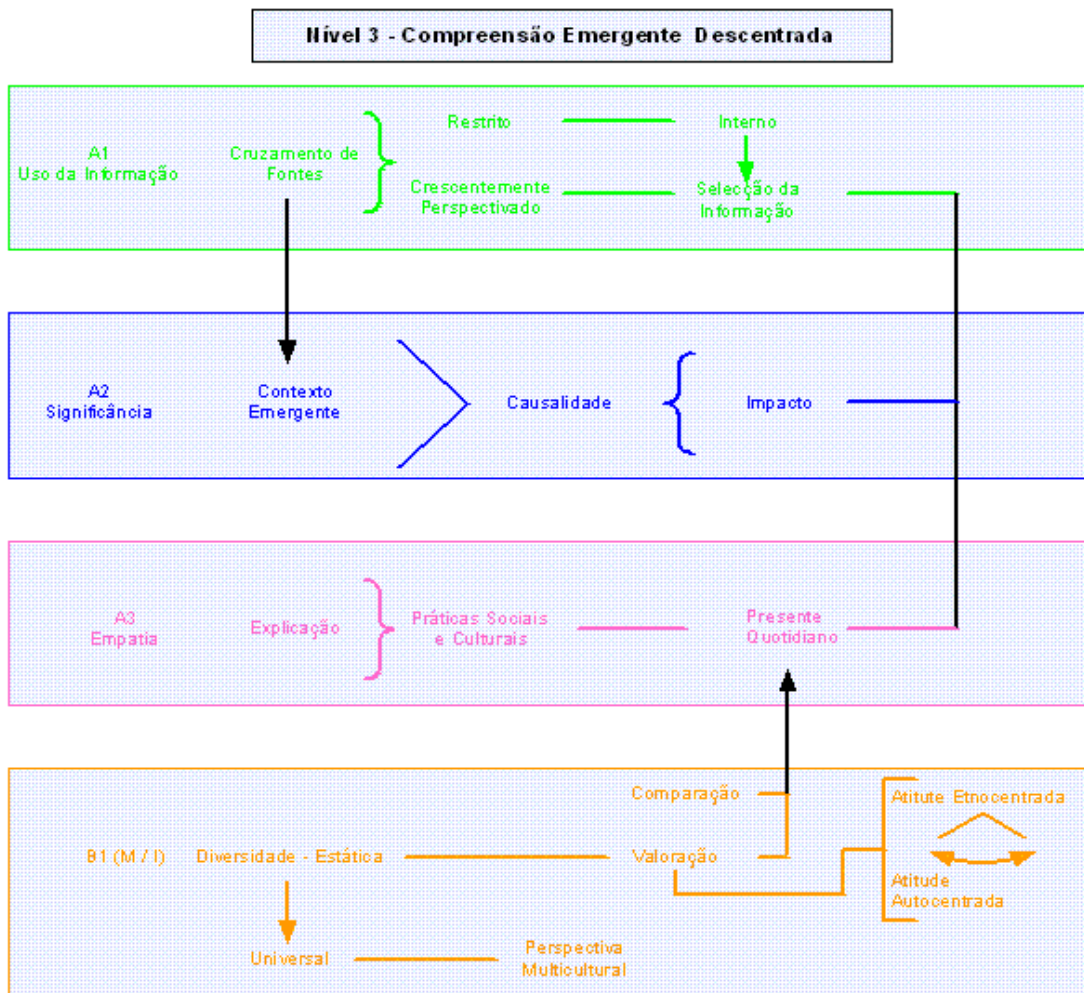 Nível 3 - Compreensão Emergente Descentrada
Restrito
Interno
A1
Uso da Informação
Cruzamento de
Fontes
Crescentemente
Perspectivado
Selecção da
Informação
A2
Significância
Contexto
Emergente
Causalidade
Impacto
A3
Empatia
Explicação
Práticas Sociais
e Culturais
Presente
Quotidiano
Comparação
Atitute Etnocentrada
B1 (M / I)
Diversidade - Estática
Valoração
Atitude
Autocentrada
Universal
Perspectiva
Multicultural